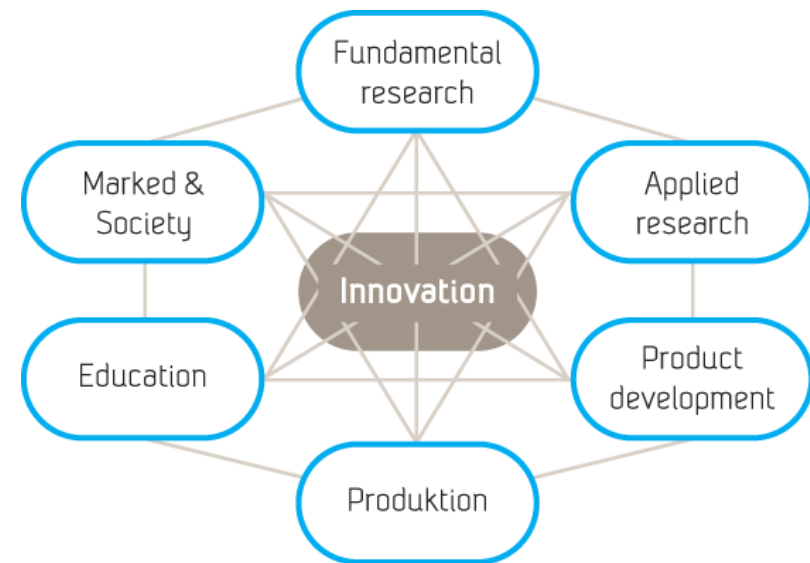 Fundamental
research
Marked &
Society
Applied
research
Innovation
Education
Product
development
Produktion